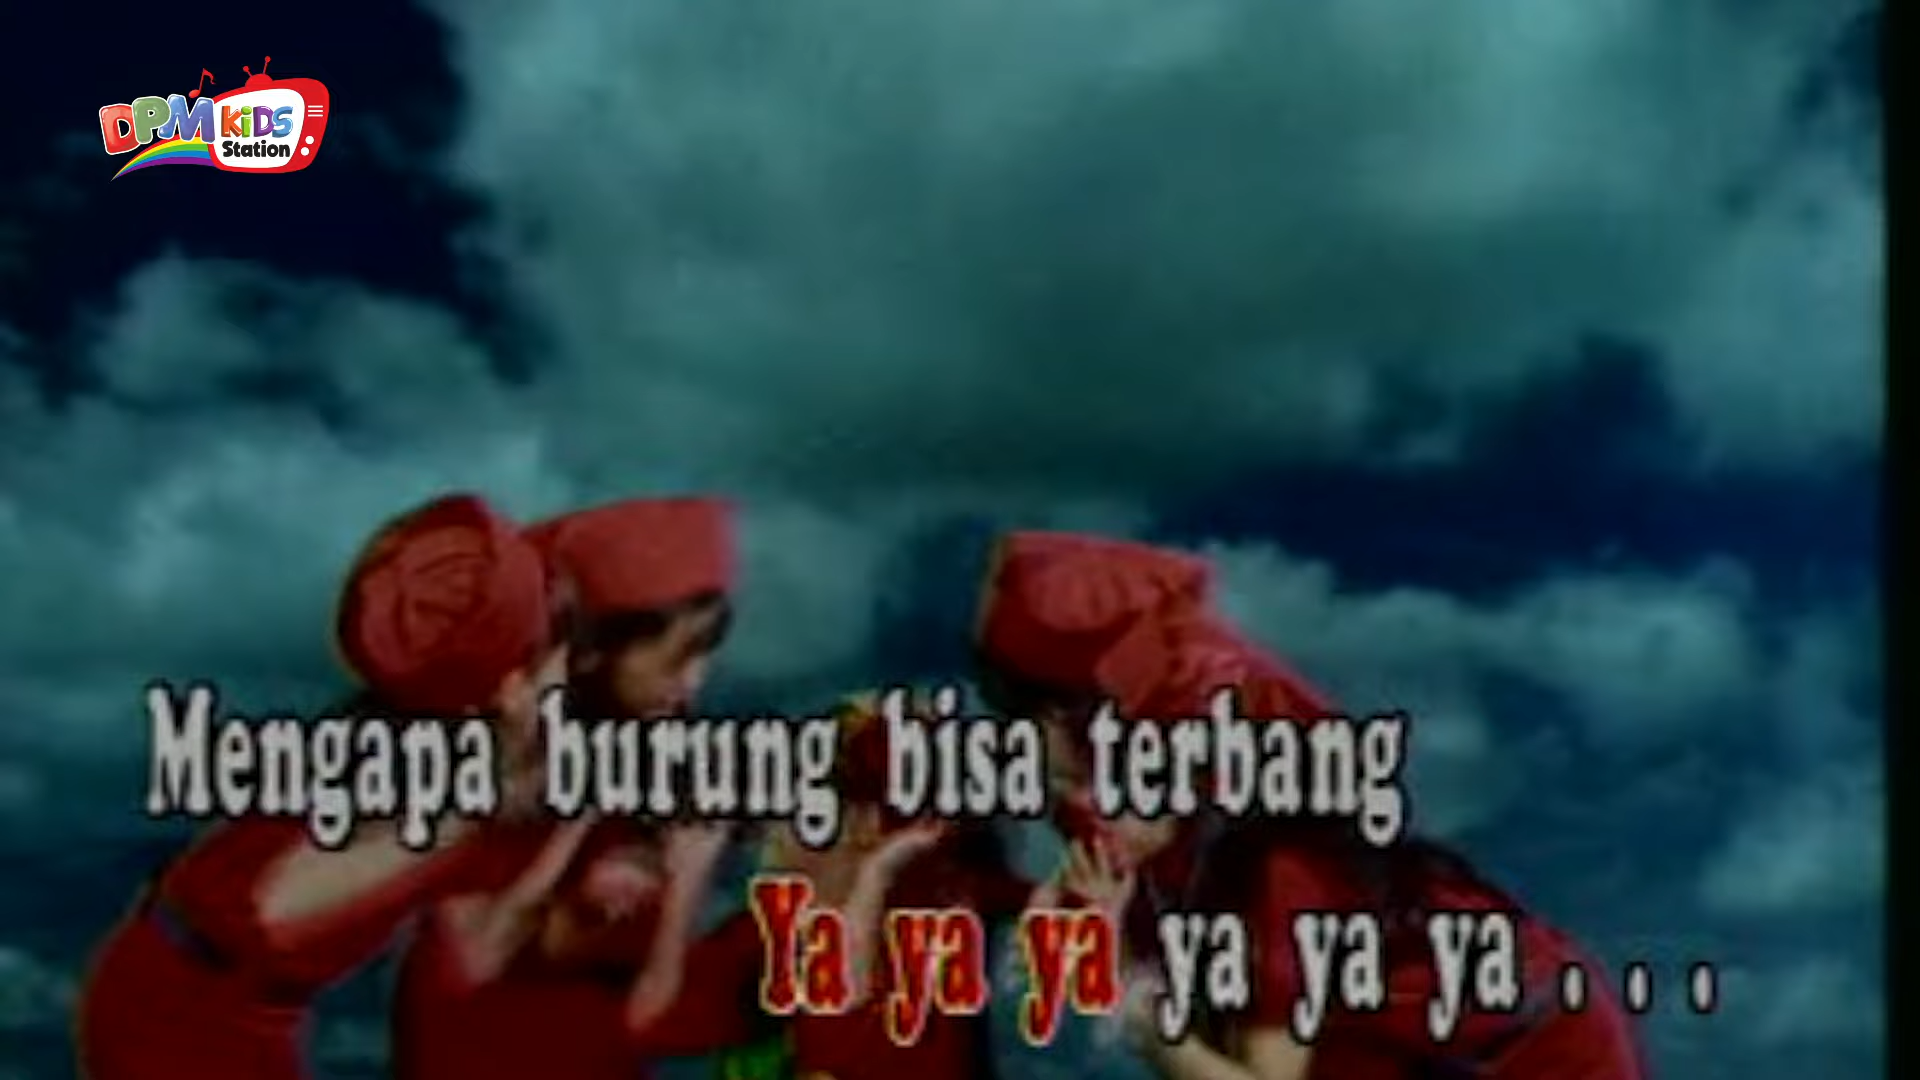 DPM KiDS
Station
Mengapa burung bisa terbang
Ya ya ya ya ya ya . . .